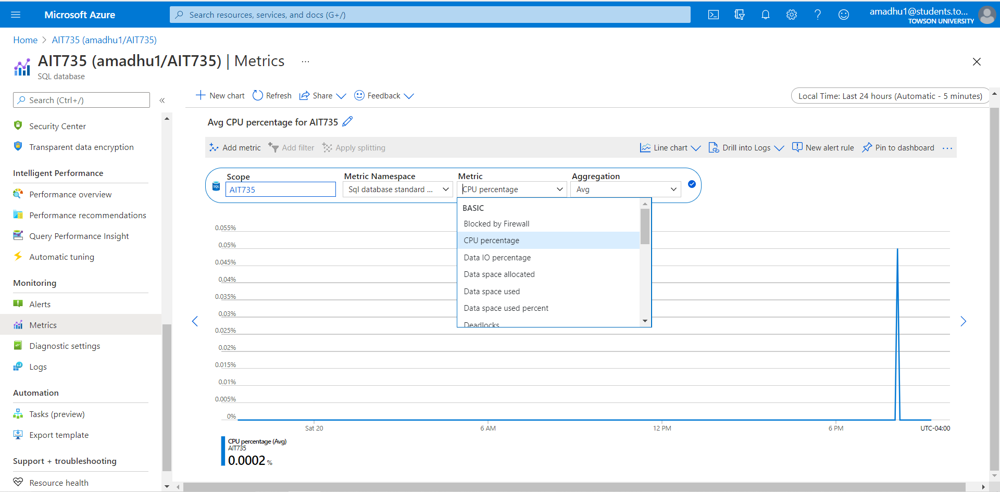 Microsoft Azure
Search resources, services, and docs (G+/)
amadhu1@students.to...
TOWSON UNIVERSITY
Home > AIT735 (amadhu1/AIT735)
AIT735 (amadhu1/AIT735) | Metrics ...
SQL database
Search (Ctrl+/)
«
Security Center
Transparent data encryption
Intelligent Performance
Performance overview
Performance recommendations
Query Performance Insight
Automatic tuning
Monitoring
Alerts
Metrics
Diagnostic settings
Logs
Automation
Tasks (preview)
Export template
Support + troubleshooting
Resource health
New chart Refresh Share Feedback
Local Time: Last 24 hours (Automatic - 5 minutes)
Avg CPU percentage for AIT735
Add metric Add filter Apply splitting Line chart Drill into Logs New alert rule Pin to dashboard ...
Scope Metric Namespace Metric Aggregation
SQL AIT735 Sql database standard ... CPU percentage Avg
BASIC
Blocked by Firewall
CPU percentage
Data IO percentage
Data space allocated
Data space used
Data space used percent
Deadlocks
0.055%
0.05%
0.045%
0.04%
0.035%
0.03%
0.025%
0.02%
0.015%
0.01%
0.005%
0%
Sat 20 6 AM 12 PM 6 PM UTC-04:00
CPU percentage (Avg)
AIT735
0.0002 %